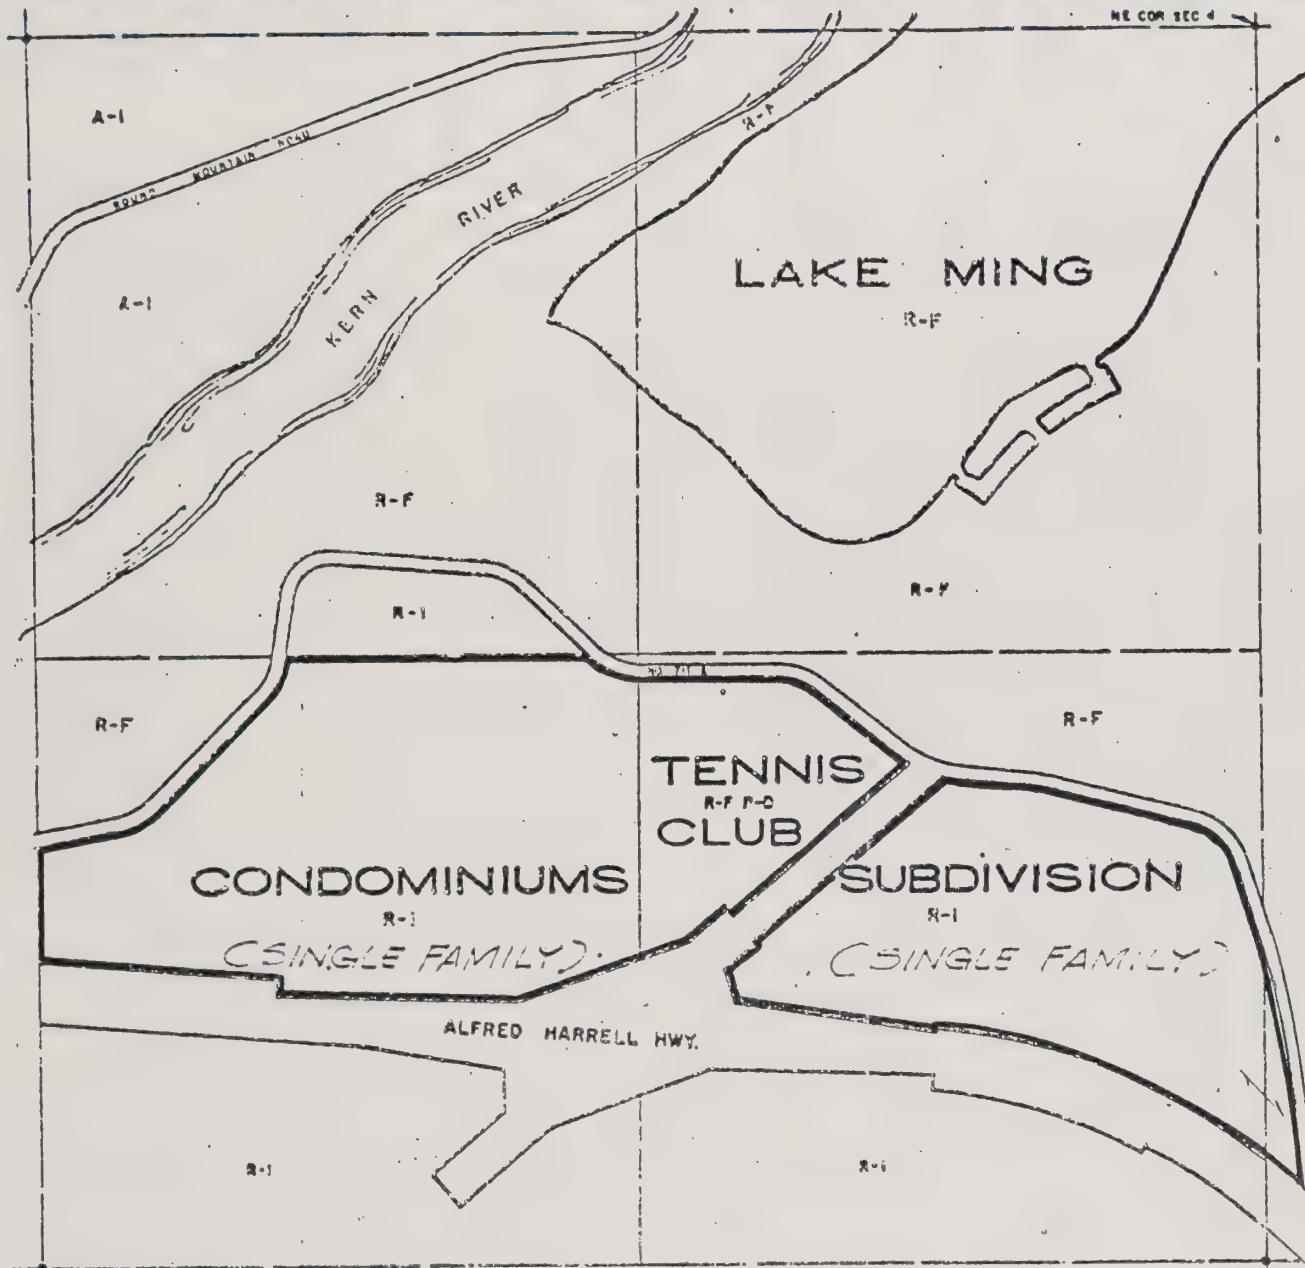 NE COR SEC 4
A-1
ROUND MOUNTAIN ROAD
R-F
RIVER
LAKE MING
R-F
A-1
KERN
R-F
R-F
R-1
R-F
R-F
TENNIS
R-F P-D
CLUB
CONDOMINIUMS
R-1
(SINGLE FAMILY)
SUBDIVISION
R-1
(SINGLE FAMILY)
ALFRED HARRELL HWY.
R-1
R-1